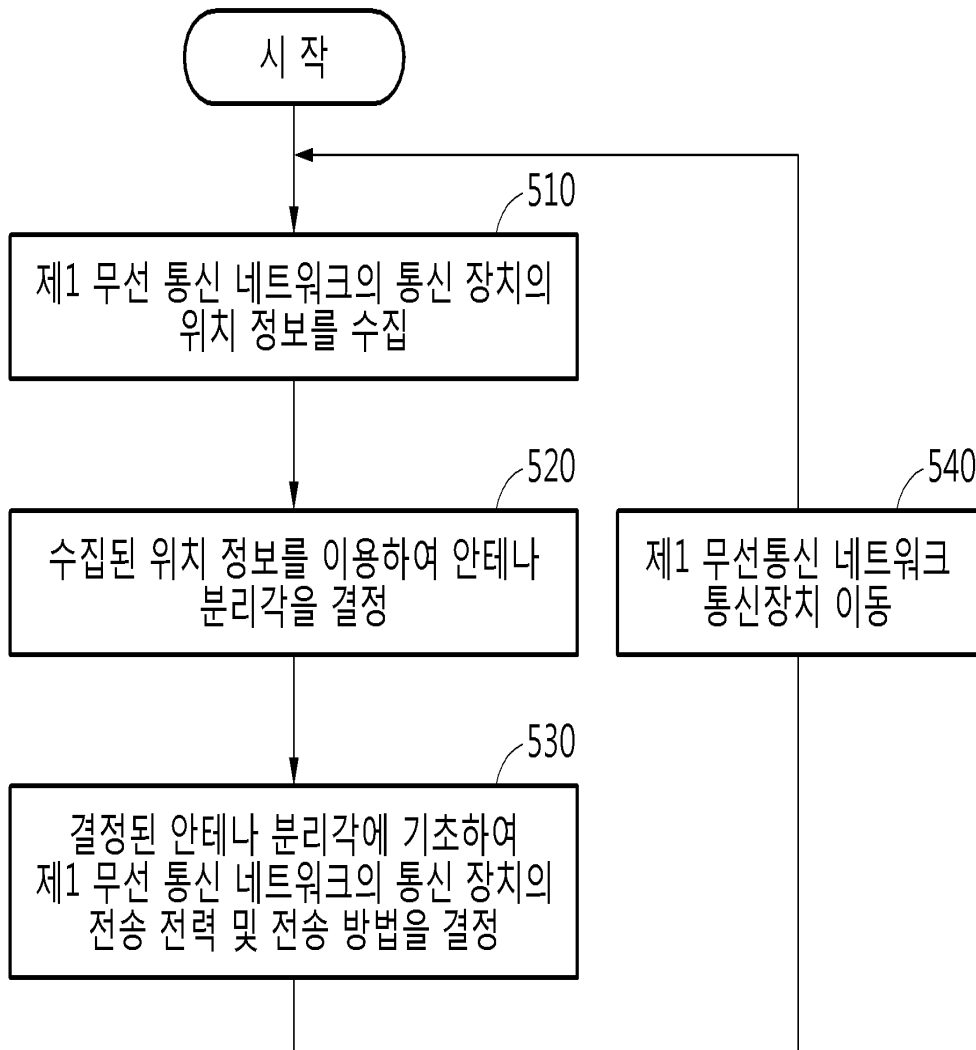 시 작
510
제1 무선 통신 네트워크의 통신 장치의
위치 정보를 수집
520
수집된 위치 정보를 이용하여 안테나
분리각을 결정
540
제1 무선통신 네트워크
통신장치 이동
530
결정된 안테나 분리각에 기초하여
제1 무선 통신 네트워크의 통신 장치의
전송 전력 및 전송 방법을 결정